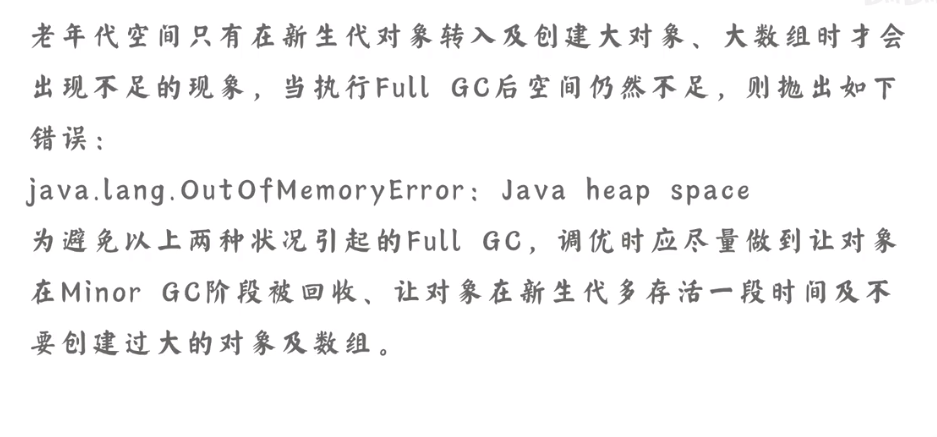 老年代空间只有在新生代对象转入及创建大对象、大数组时才会
出现不足的现象，当执行Full GC后空间仍然不足，则抛出如下
错误：
java.lang.OutOfMemoryError: Java heap space
为避免以上两种状况引起的Full GC，调优时应尽量做到让对象
在Minor GC阶段被回收、让对象在新生代多存活一段时间及不
要创建过大的对象及数组。